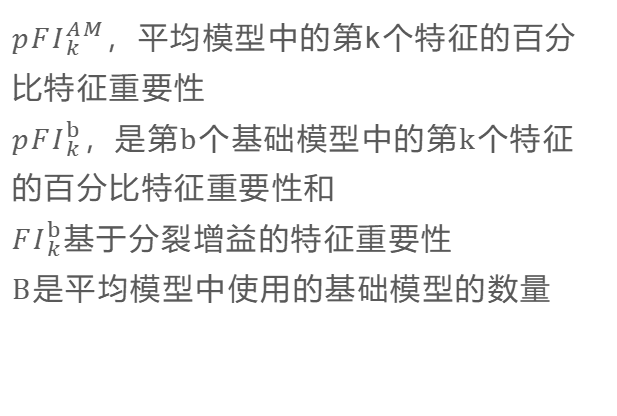 $pFI_k^{AM}$，平均模型中的第k个特征的百分
比特征重要性
$pFI_k^{b}$，是第b个基础模型中的第k个特征
的百分比特征重要性和
$FI_k^{b}$基于分裂增益的特征重要性
B是平均模型中使用的基础模型的数量